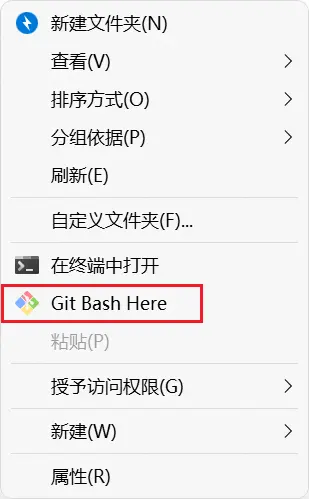 新建文件夹(N)
查看(V)
排序方式(O)
分组依据(P)
刷新(E)
自定义文件夹(F)...
在终端中打开
Git Bash Here
粘贴(P)
授予访问权限(G)
新建(W)
属性(R)